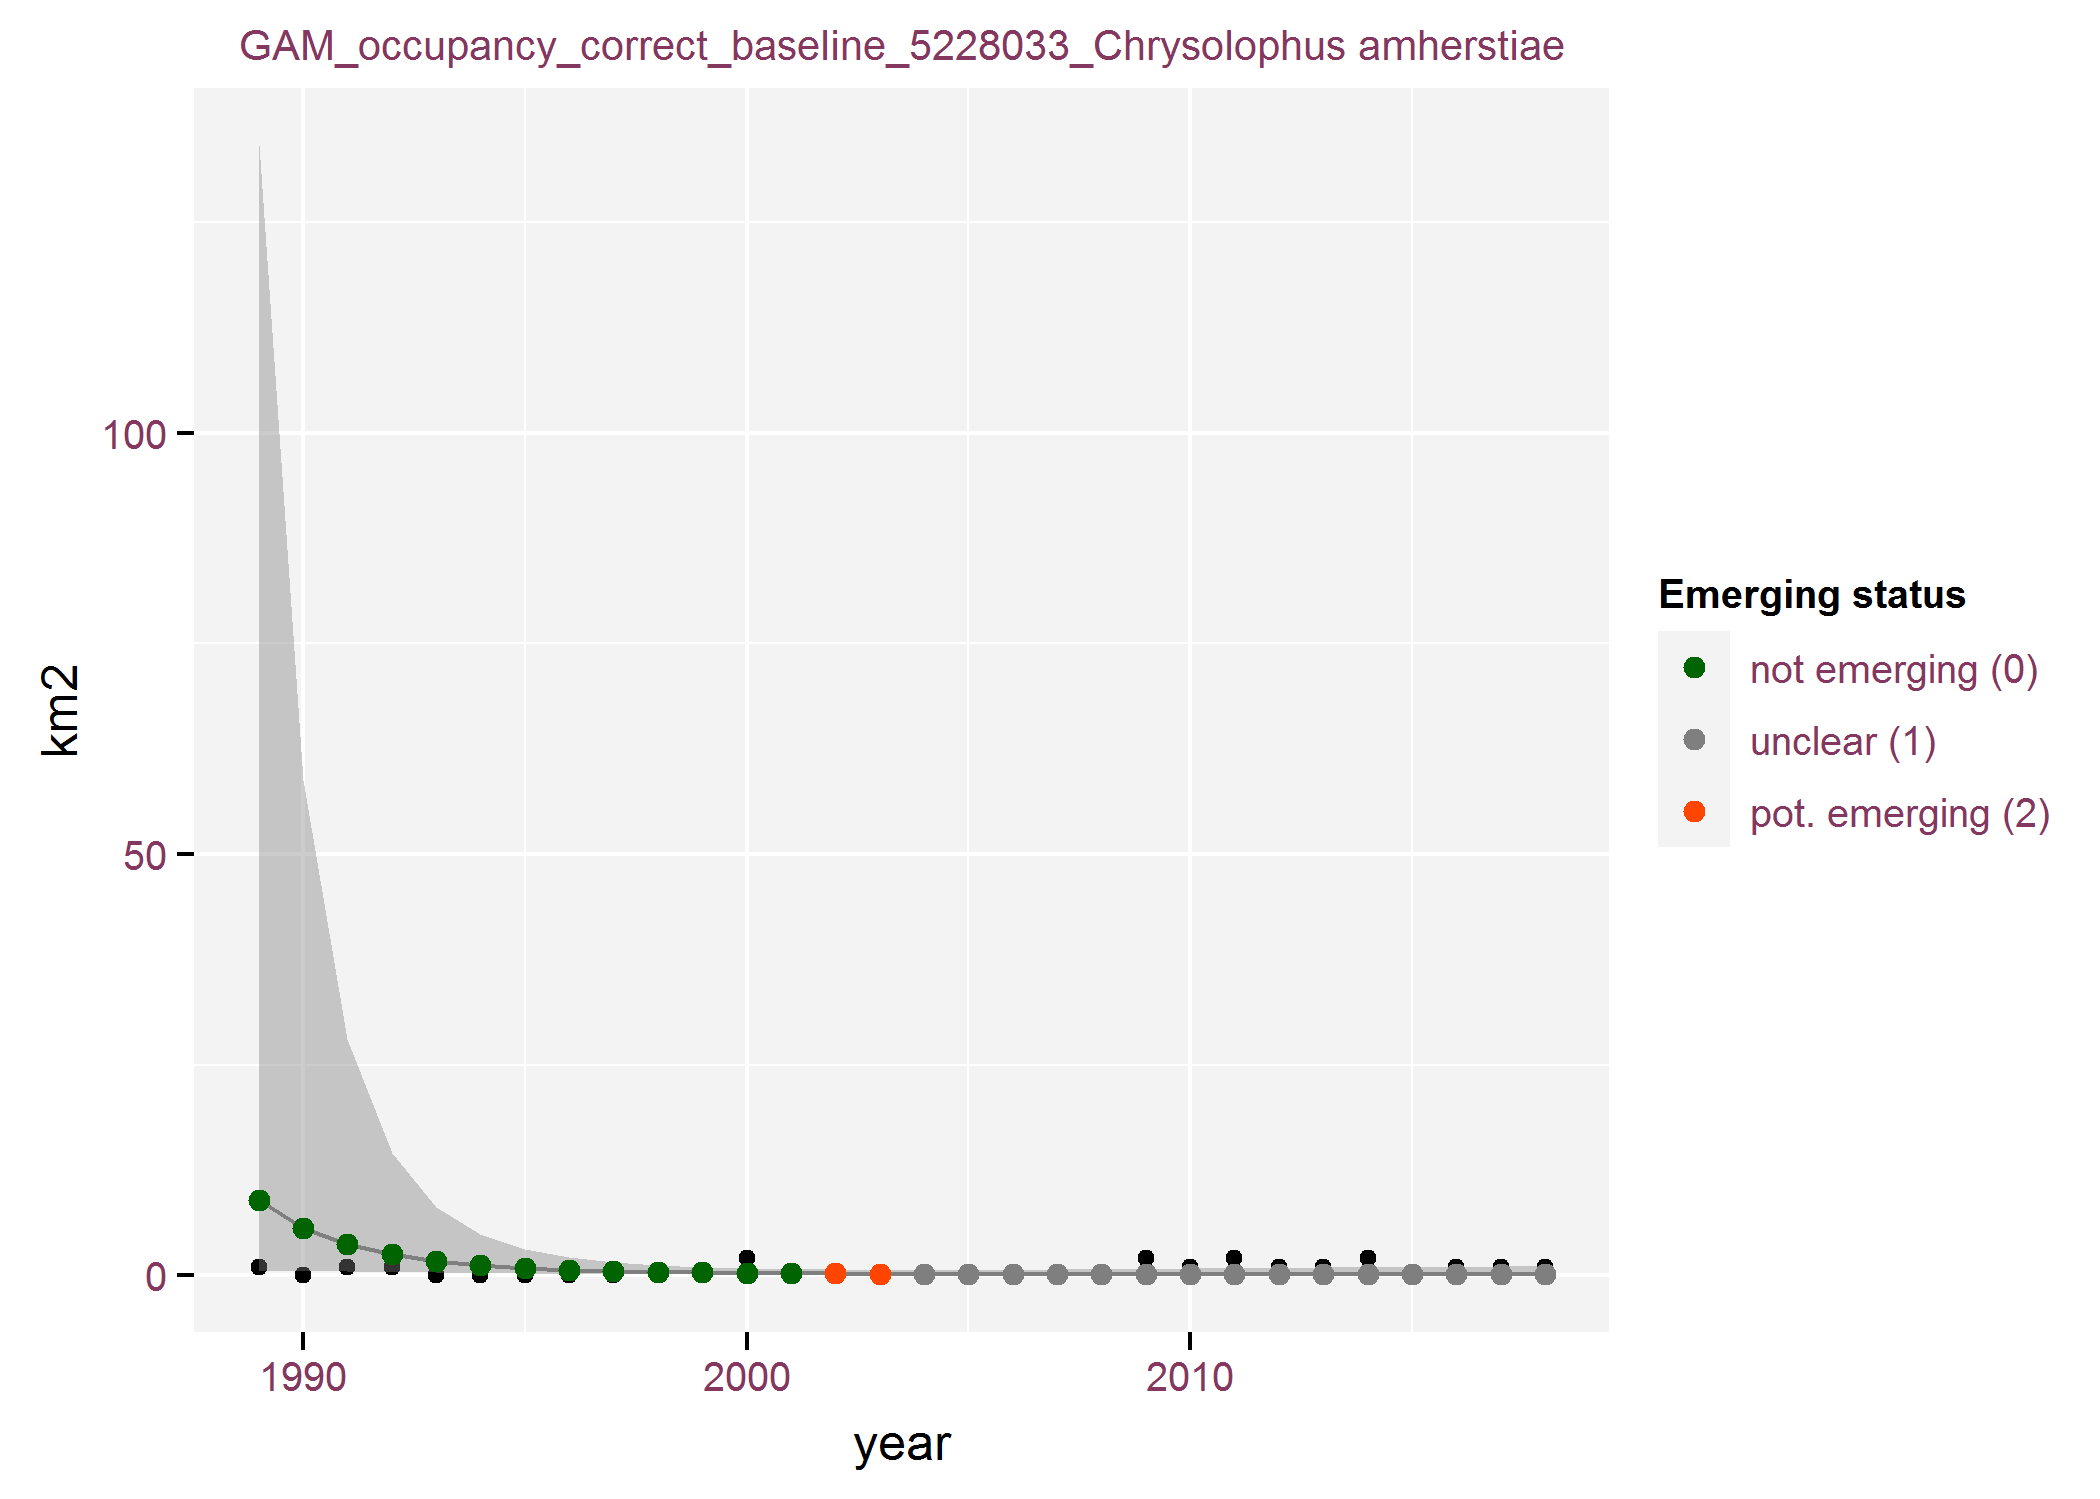 GAM_occupancy_correct_baseline_5228033_Chrysolophus amherstiae
100
50
0
km2
1990
2000
2010
year
Emerging status
not emerging (0)
unclear (1)
pot. emerging (2)